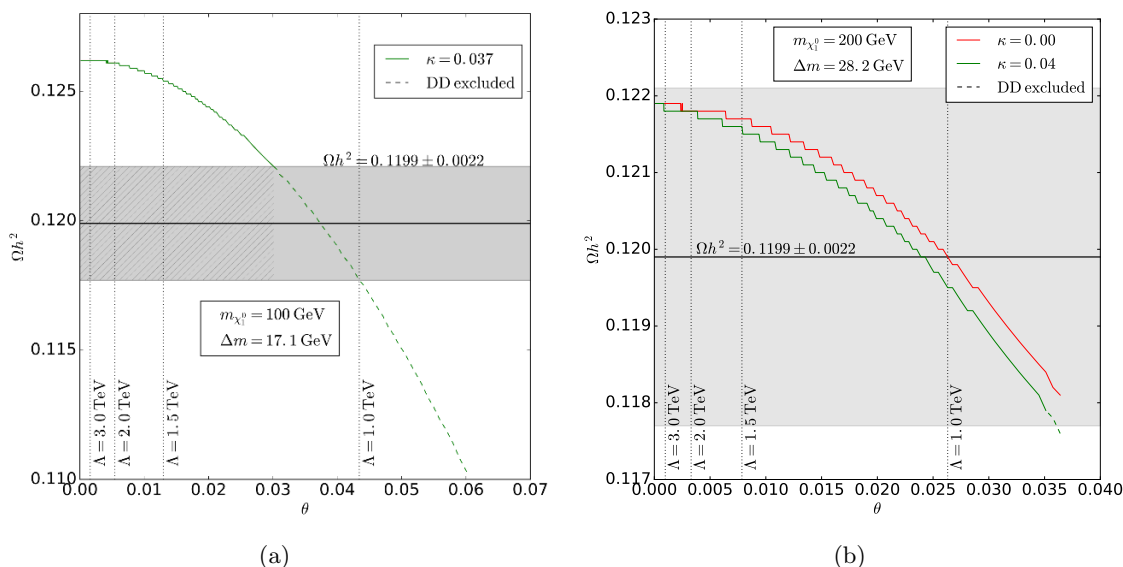 κ = 0.037
DD excluded
Ωh² = 0.1199 ± 0.0022
m_χ₁⁰ = 100 GeV
Δm = 17.1 GeV
Λ = 3.0 TeV
Λ = 2.0 TeV
Λ = 1.5 TeV
Λ = 1.0 TeV
0.125
0.120
0.115
0.110
Ωh²
0.00 0.01 0.02 0.03 0.04 0.05 0.06 0.07
θ
(a)
m_χ₁⁰ = 200 GeV
Δm = 28.2 GeV
κ = 0.00
κ = 0.04
DD excluded
Ωh² = 0.1199 ± 0.0022
Λ = 3.0 TeV
Λ = 2.0 TeV
Λ = 1.5 TeV
Λ = 1.0 TeV
0.123
0.122
0.121
0.120
0.119
0.118
0.117
Ωh²
0.000 0.005 0.010 0.015 0.020 0.025 0.030 0.035 0.040
θ
(b)